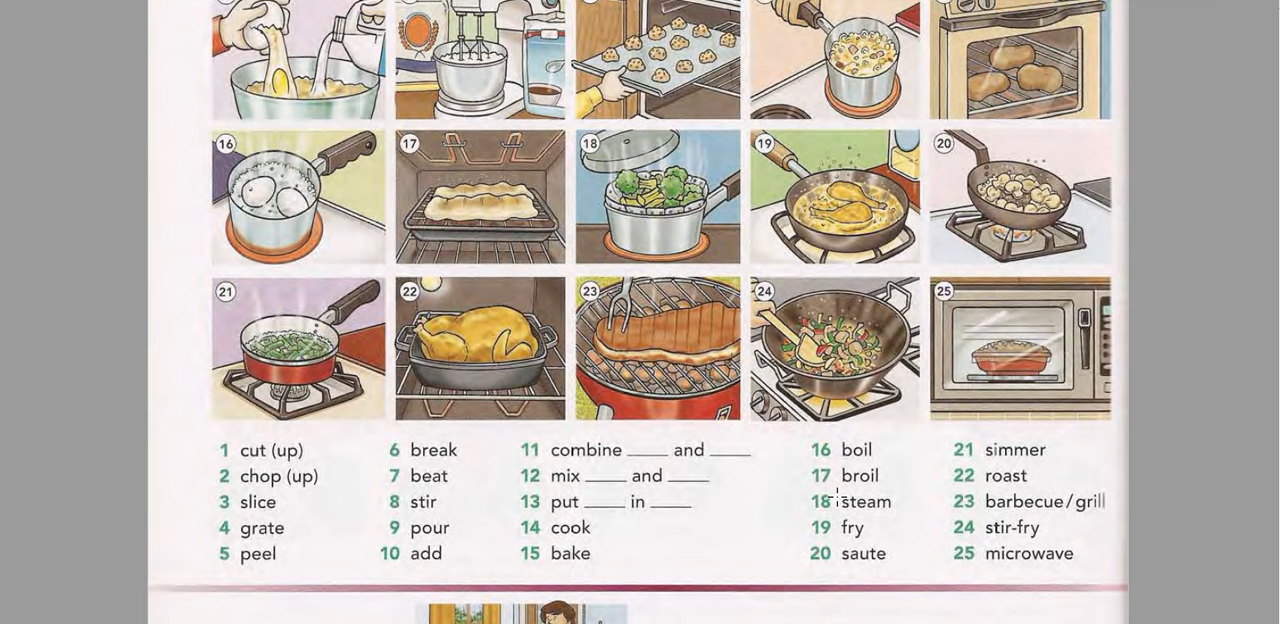 16
17
18
19
20
21
22
23
24
25
1 cut (up)
2 chop (up)
3 slice
4 grate
5 peel
6 break
7 beat
8 stir
9 pour
10 add
11 combine ____ and ____
12 mix ____ and ____
13 put ____ in ____
14 cook
15 bake
16 boil
17 broil
18 steam
19 fry
20 saute
21 simmer
22 roast
23 barbecue/grill
24 stir-fry
25 microwave